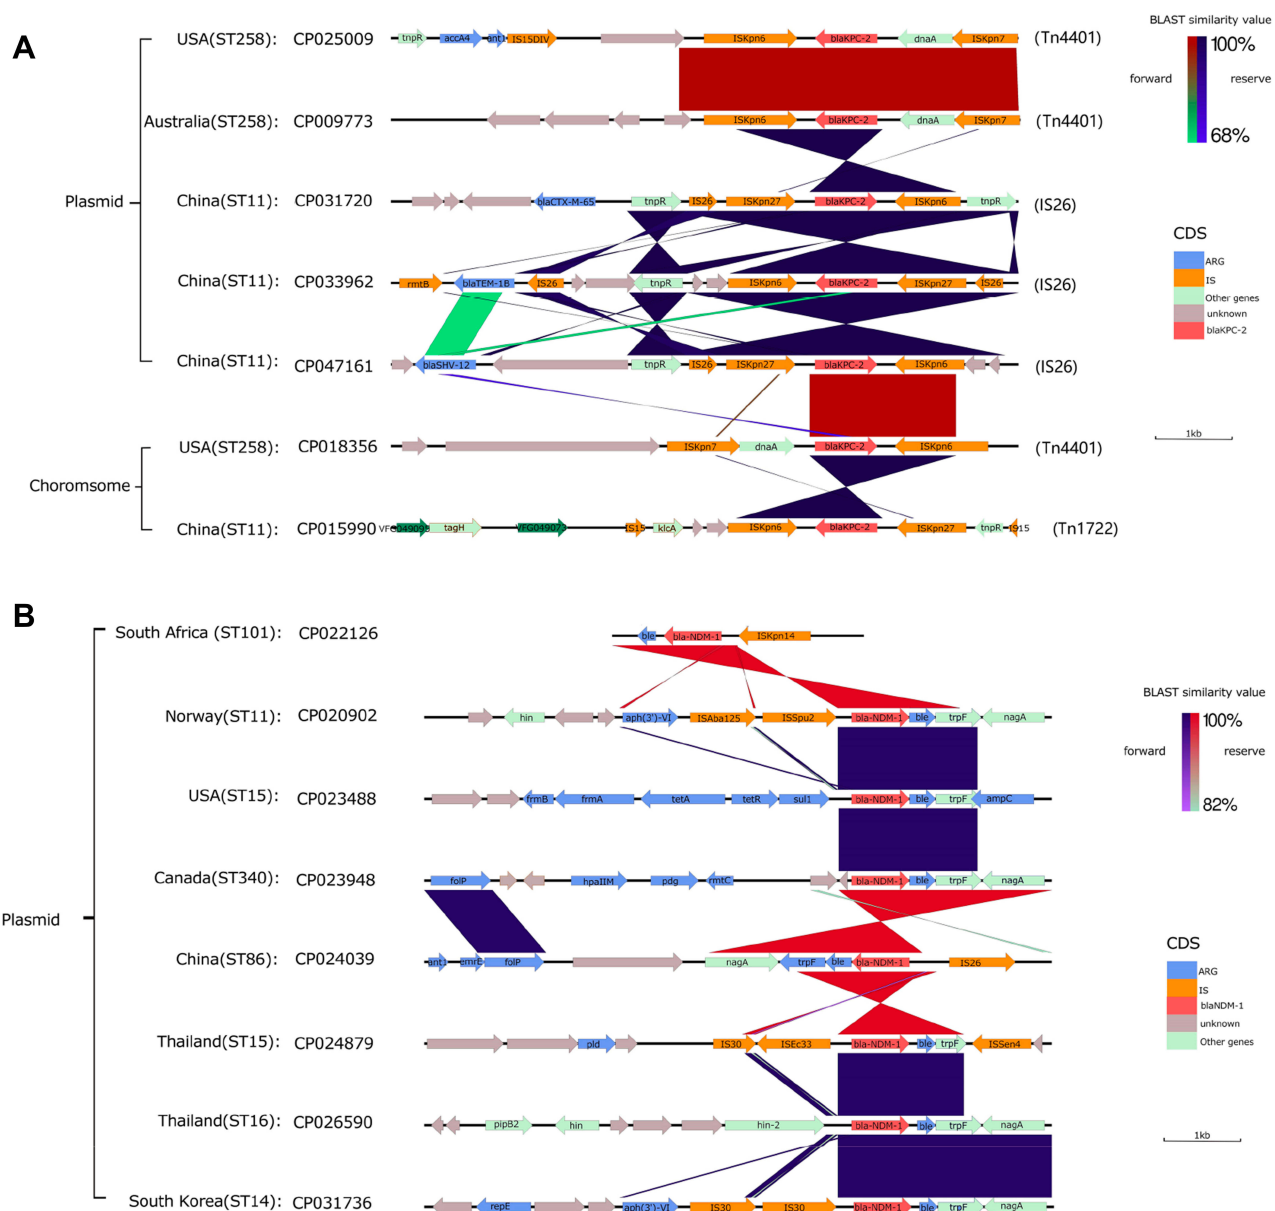 A
BLAST similarity value
100%
forward
reserve
68%
USA(ST258): CP025009 tnpR accA4 ant1 IS15DIV ISKpn6 blaKPC-2 dnaA ISKpn7 (Tn4401)
Australia(ST258): CP009773 ISKpn6 blaKPC-2 dnaA ISKpn7 (Tn4401)
Plasmid
China(ST11): CP031720 blaCTX-M-65 tnpR IS26 ISKpn27 blaKPC-2 ISKpn6 tnpR (IS26)
CDS
ARG
IS
Other genes
unknown
blaKPC-2
China(ST11): CP033962 rmtB blaTEM-1B IS26 tnpR ISKpn6 blaKPC-2 ISKpn27 IS26 (IS26)
China(ST11): CP047161 blaSHV-12 tnpR IS26 ISKpn27 blaKPC-2 ISKpn6 (IS26)
1kb
USA(ST258): CP018356 ISKpn7 dnaA blaKPC-2 ISKpn6 (Tn4401)
Choromsome
China(ST11): CP015990 tagH IS15 klcA ISKpn6 blaKPC-2 ISKpn27 tnpR IS15 (Tn1722)
B
South Africa (ST101): CP022126 ble bla-NDM-1 ISKpn14
BLAST similarity value
100%
forward
reserve
82%
Norway(ST11): CP020902 hin aph(3')-VI ISAba125 ISSpu2 bla-NDM-1 ble trpF nagA
USA(ST15): CP023488 frmB frmA tetA tetR sul1 bla-NDM-1 ble trpF ampC
Canada(ST340): CP023948 folP hpaIIM pdg rmtC bla-NDM-1 ble trpF nagA
Plasmid
China(ST86): CP024039 ant1 emrE folP nagA trpF ble bla-NDM-1 IS26
CDS
ARG
IS
blaNDM-1
unknown
Other genes
Thailand(ST15): CP024879 pld IS30 ISEc33 bla-NDM-1 ble trpF ISSen4
Thailand(ST16): CP026590 pipB2 hin hin-2 bla-NDM-1 ble trpF nagA
1kb
South Korea(ST14): CP031736 repE aph(3')-VI IS30 IS30 bla-NDM-1 ble trpF nagA